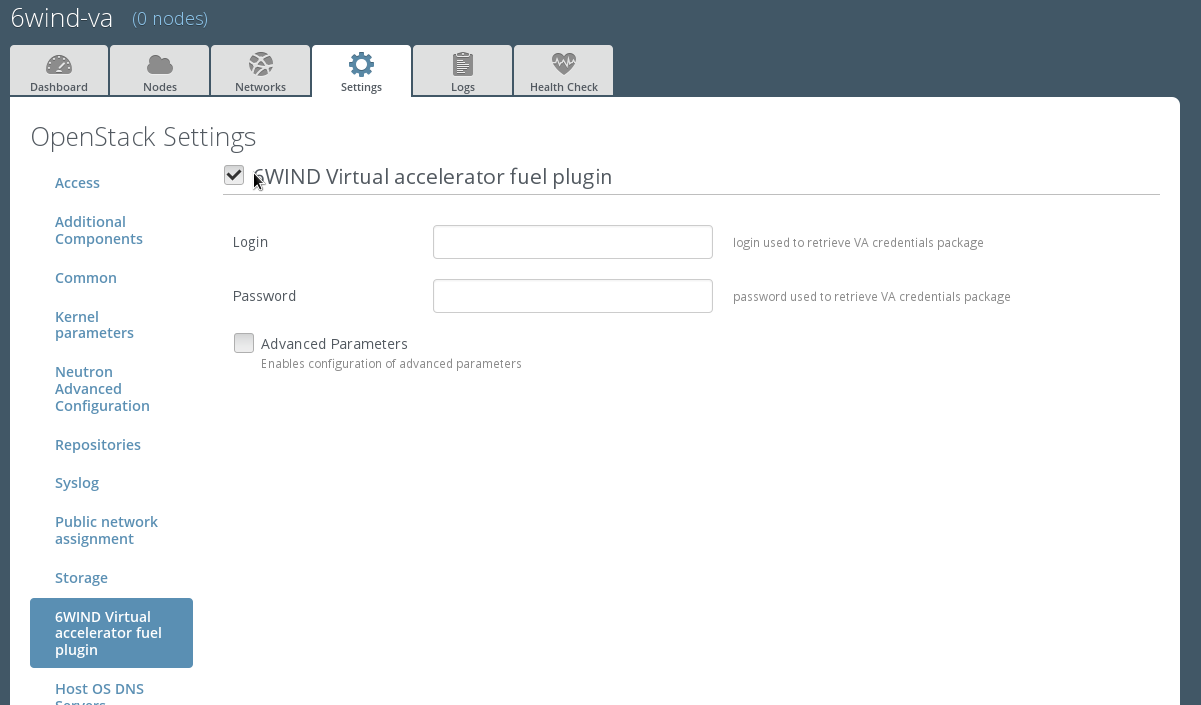 6wind-va (0 nodes)
Dashboard
Nodes
Networks
Settings
Logs
Health Check
OpenStack Settings
Access
Additional
Components
Common
Kernel
parameters
Neutron
Advanced
Configuration
Repositories
Syslog
Public network
assignment
Storage
6WIND Virtual
accelerator fuel
plugin
Host OS DNS
Servers
6WIND Virtual accelerator fuel plugin
Login
login used to retrieve VA credentials package
Password
password used to retrieve VA credentials package
Advanced Parameters
Enables configuration of advanced parameters